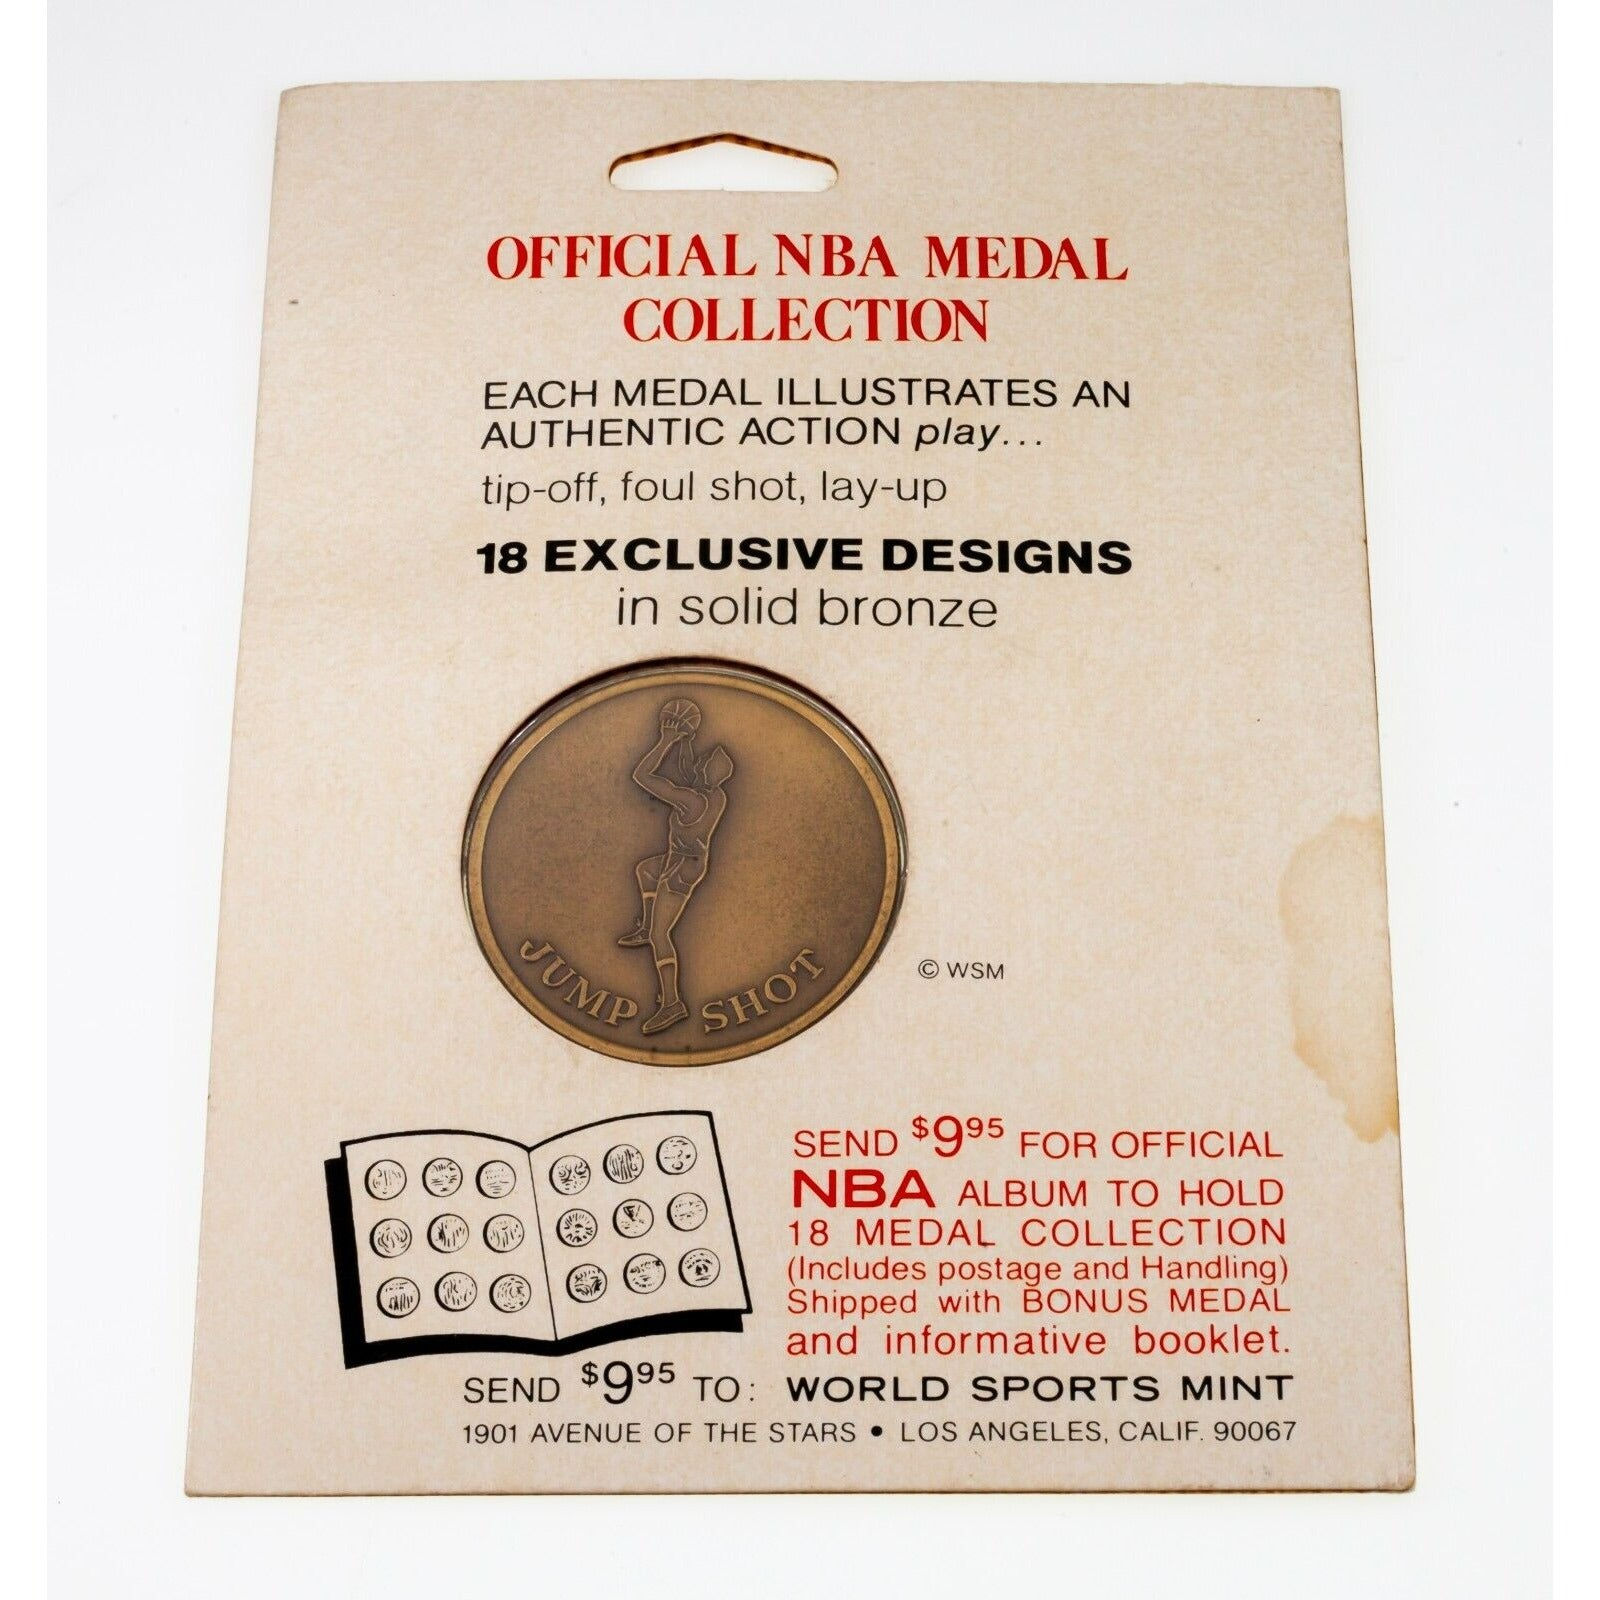 OFFICIAL NBA MEDAL
COLLECTION
EACH MEDAL ILLUSTRATES AN
AUTHENTIC ACTION play...
tip-off, foul shot, lay-up
18 EXCLUSIVE DESIGNS
in solid bronze
JUMP SHOT
© WSM
SEND $9.95 FOR OFFICIAL
NBA ALBUM TO HOLD
18 MEDAL COLLECTION
(Includes postage and Handling)
Shipped with BONUS MEDAL
and informative booklet.
SEND $9.95 TO: WORLD SPORTS MINT
1901 AVENUE OF THE STARS • LOS ANGELES, CALIF. 90067